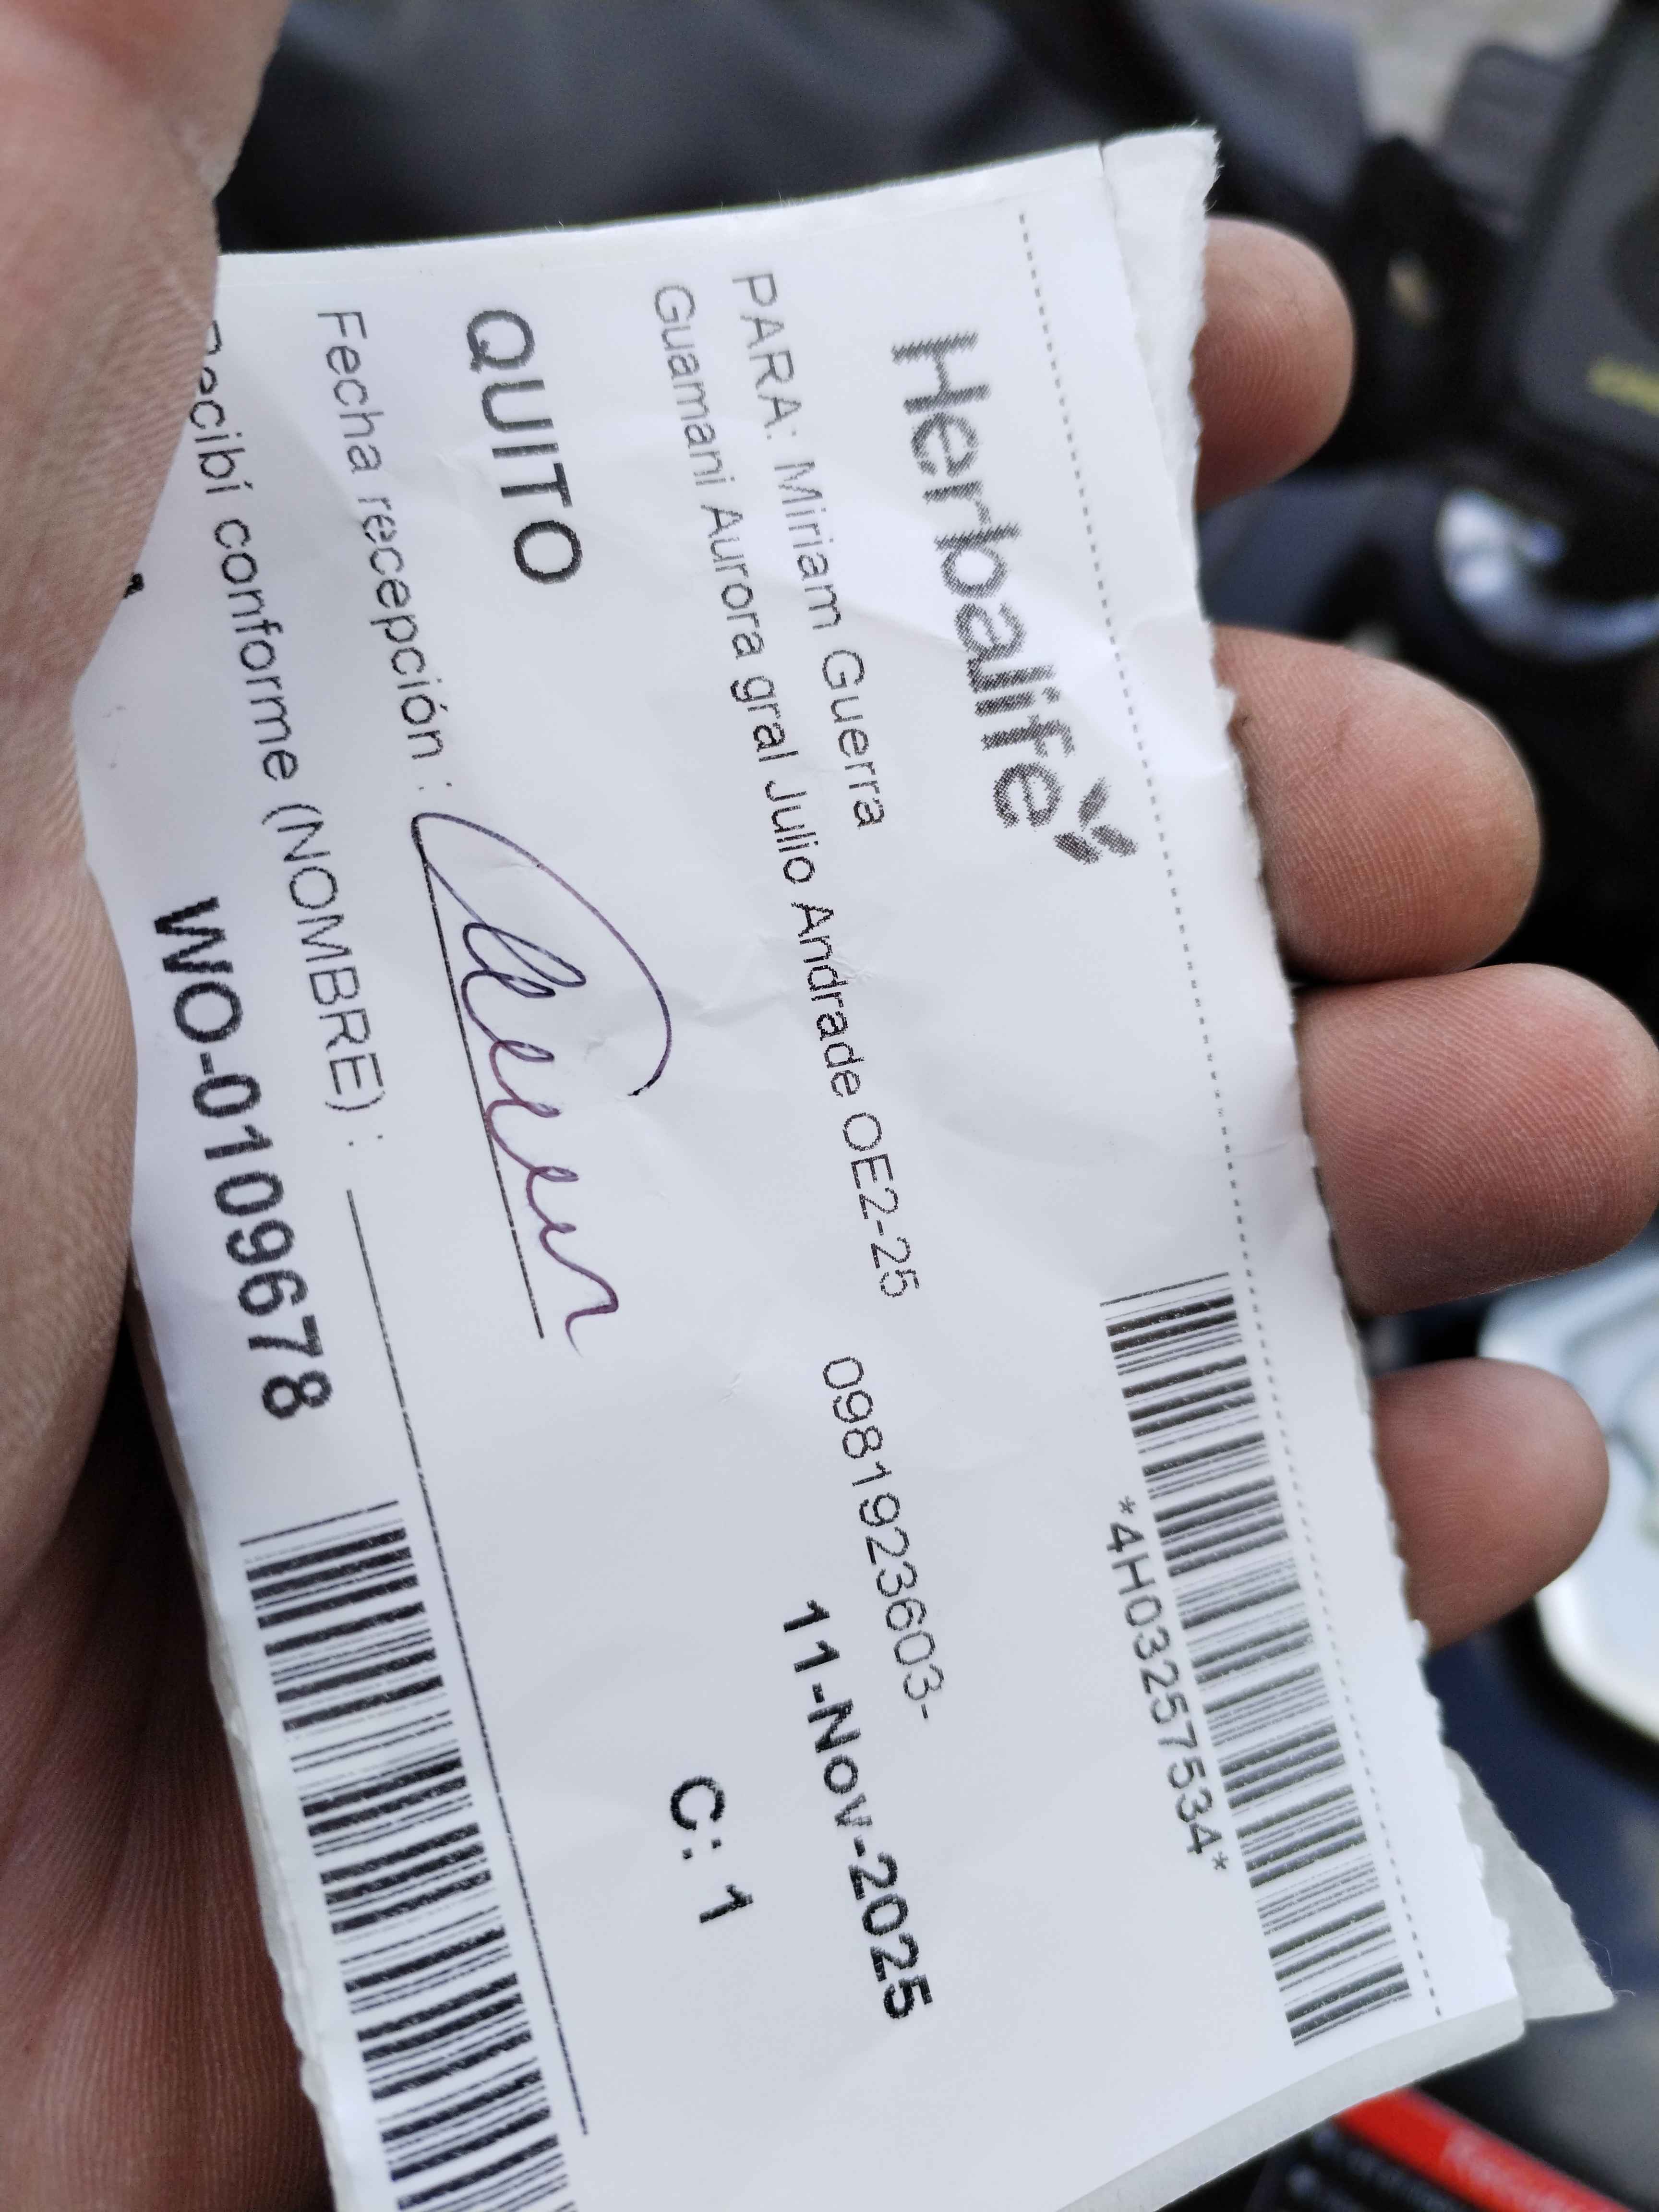 Herbalife
*4H03257534*
PARA: Miriam Guerra
Guamani Aurora gral Julio Andrade OE2-25 0981923603-
11-Nov-2025
QUITO
C: 1
Fecha recepción :
Recibí conforme (NOMBRE) :
WO-0109678